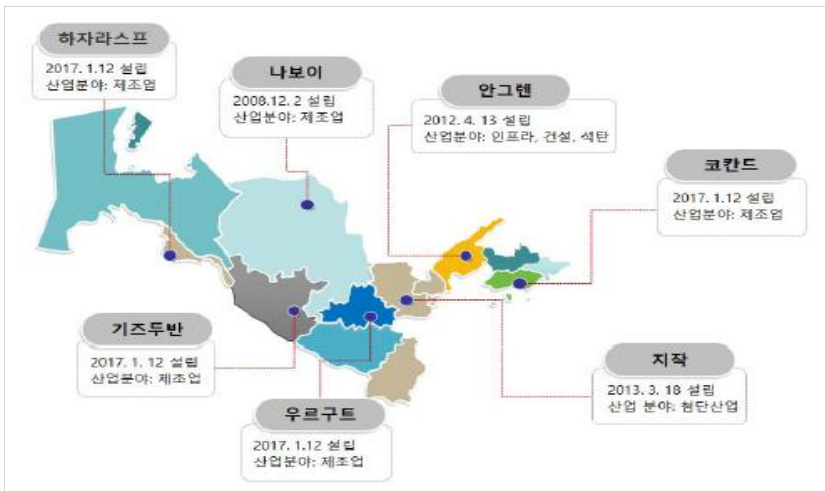 하자라스프
2017. 1.12 설립
산업분야: 제조업
나보이
2008.12. 2 설립
산업분야: 제조업
안그렌
2012. 4. 13 설립
산업분야: 인프라, 건설, 석탄
코칸드
2017. 1.12 설립
산업분야: 제조업
기즈두반
2017. 1. 12 설립
산업분야: 제조업
우르구트
2017. 1.12 설립
산업분야: 제조업
지작
2013. 3. 18 설립
산업 분야: 첨단산업